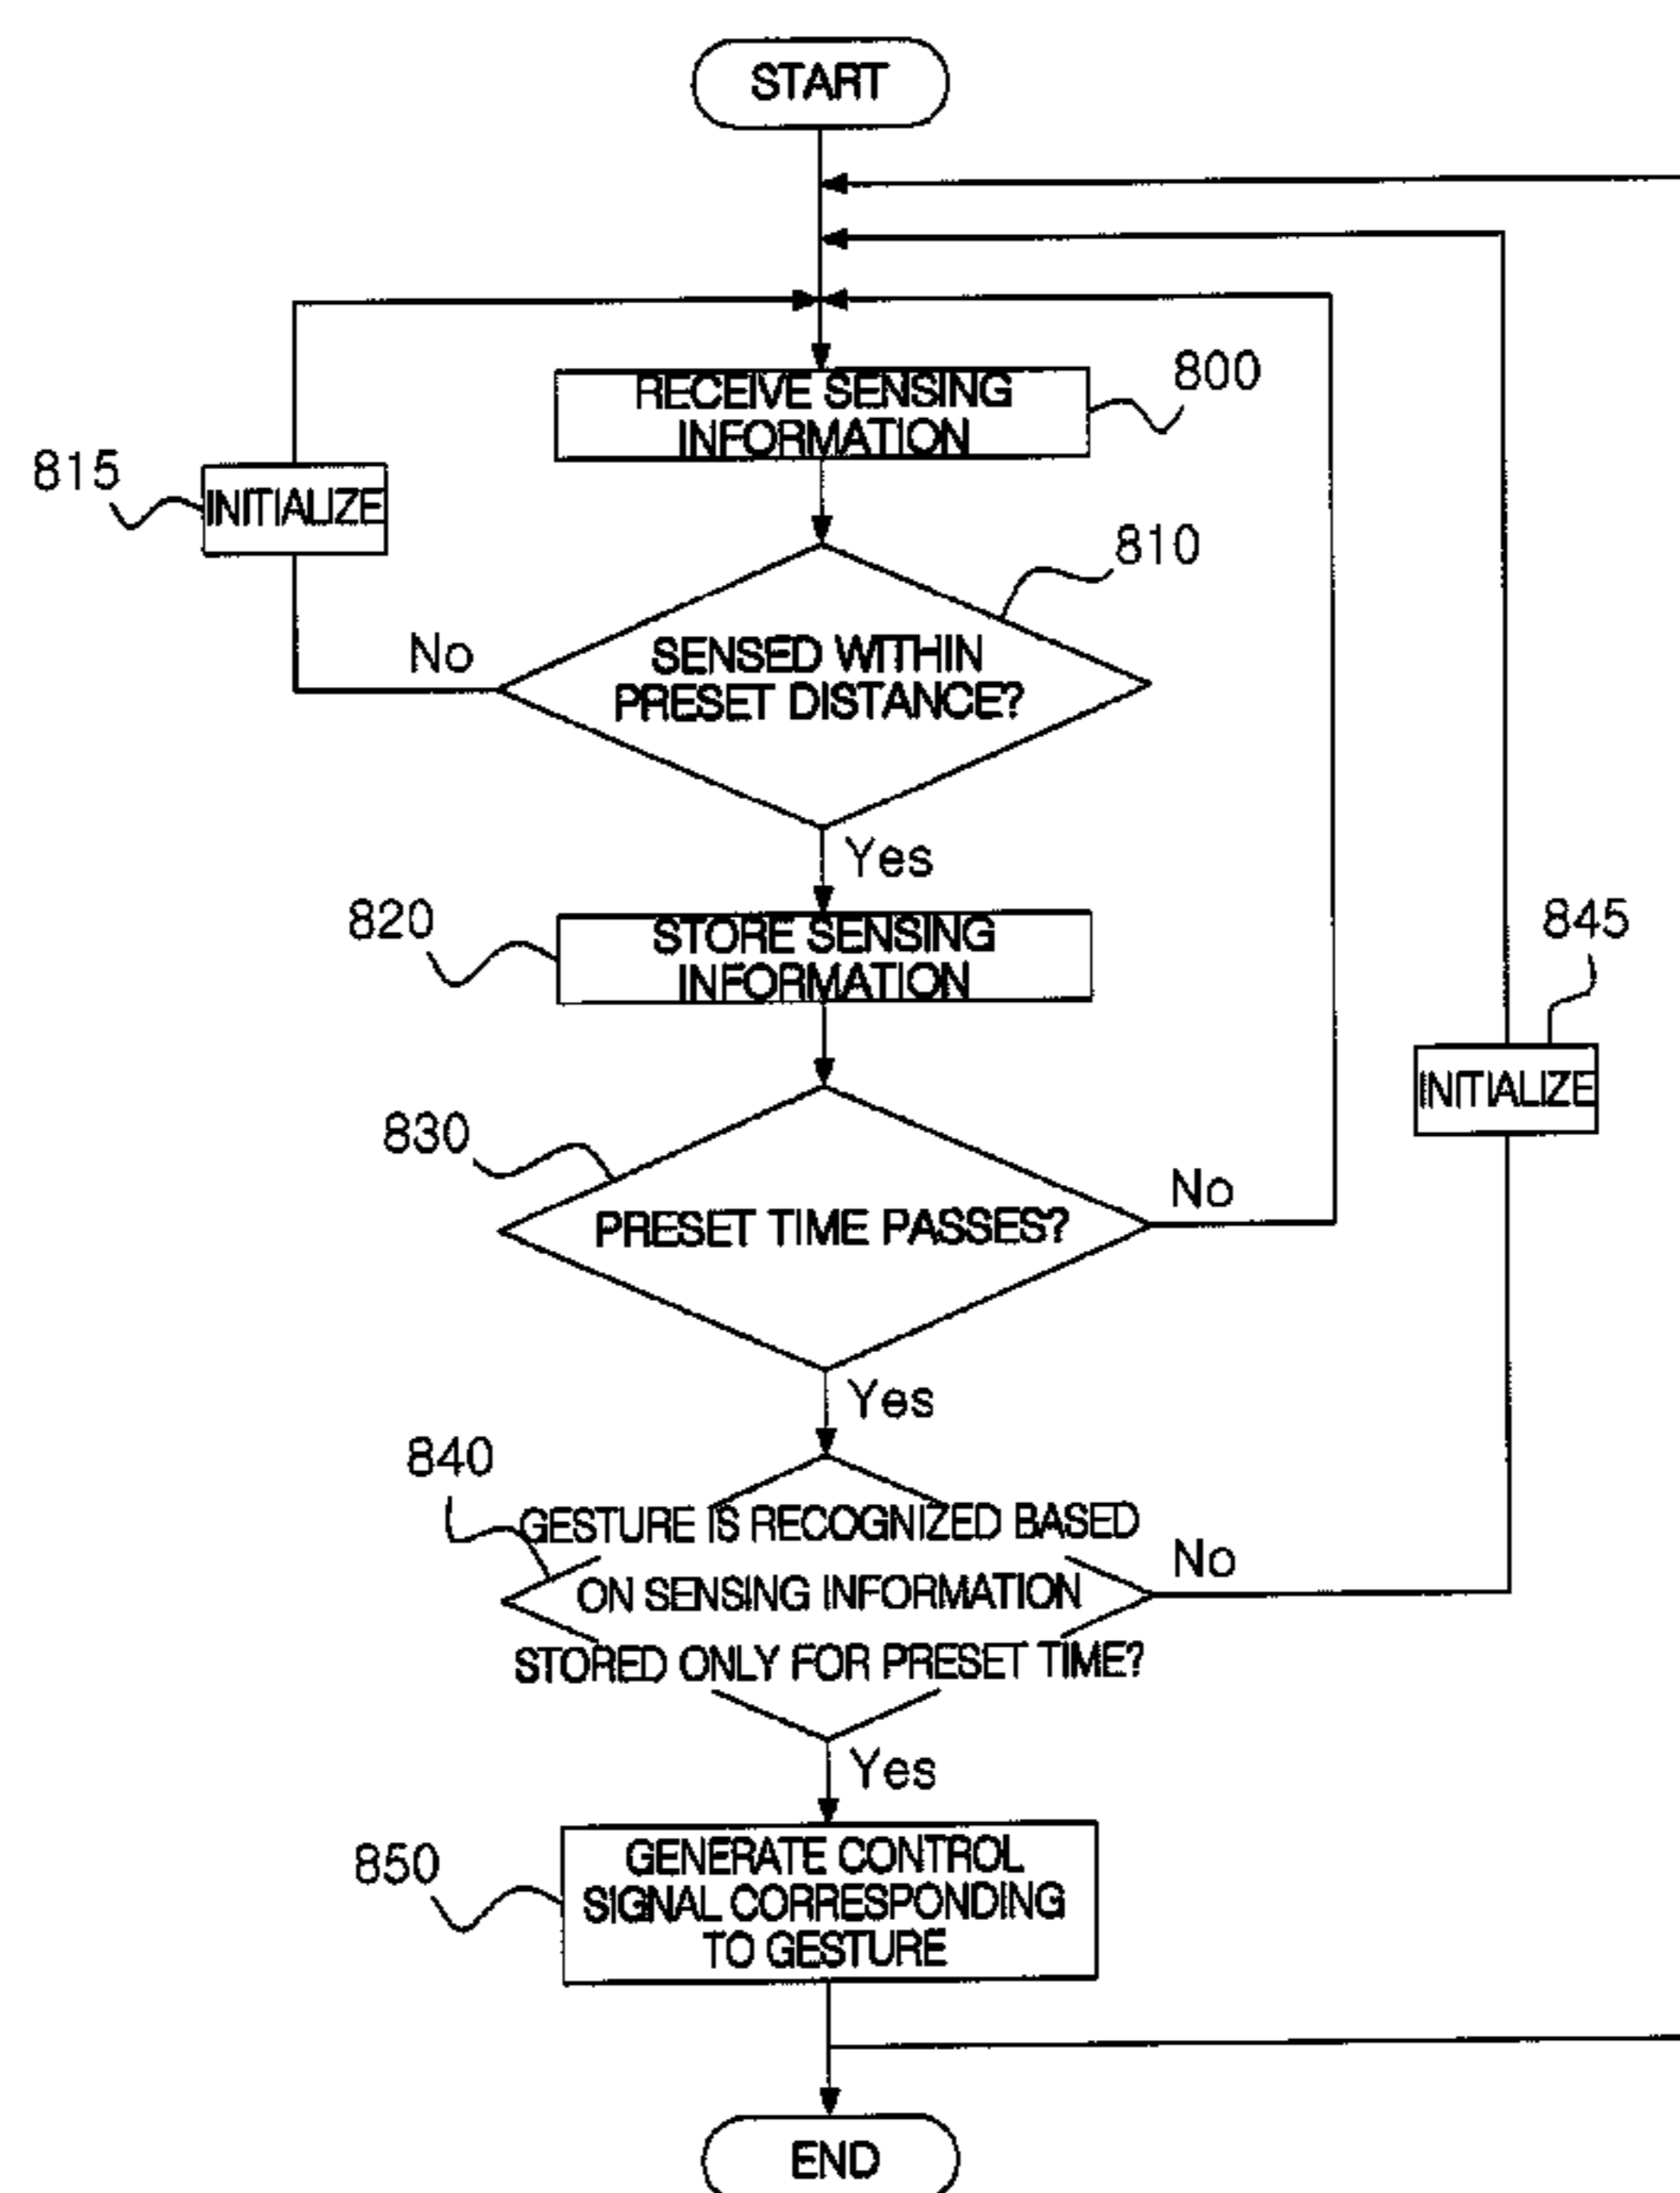 START
RECEIVE SENSING
INFORMATION
800
815
INITIALIZE
810
SENSED WITHIN
PRESET DISTANCE?
No
Yes
820
STORE SENSING
INFORMATION
845
INITIALIZE
830
PRESET TIME PASSES?
No
Yes
840
GESTURE IS RECOGNIZED BASED
ON SENSING INFORMATION
STORED ONLY FOR PRESET TIME?
No
Yes
850
GENERATE CONTROL
SIGNAL CORRESPONDING
TO GESTURE
END